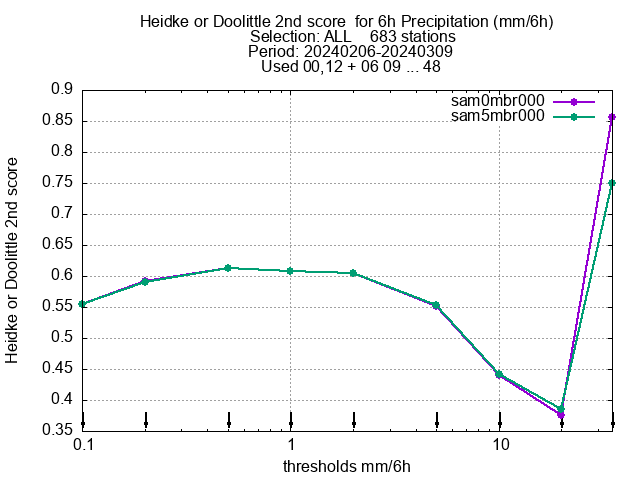 Heidke or Doolittle 2nd score  for 6h Precipitation (mm/6h)
Selection: ALL    683 stations
Period: 20240206-20240309
Used 00,12 + 06 09 ... 48
sam0mbr000
sam5mbr000
0.9
0.85
0.8
0.75
0.7
0.65
0.6
0.55
0.5
0.45
0.4
0.35
Heidke or Doolittle 2nd score
0.1
1
10
thresholds mm/6h